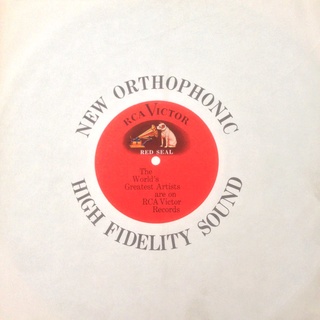 NEW ORTHOPHONIC
RCA VICTOR
RED SEAL
The
World's
Greatest Artists
are on
RCA Victor
Records
HIGH FIDELITY SOUND